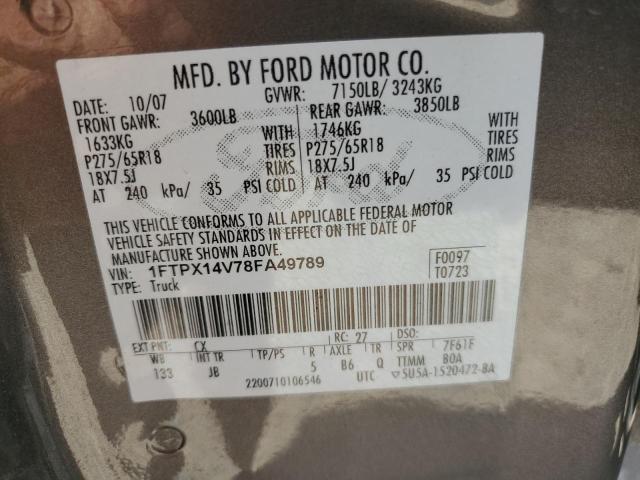 MFD. BY FORD MOTOR CO.
DATE: 10/07 GVWR: 7150LB/ 3243KG
FRONT GAWR: 3600LB REAR GAWR: 3850LB
1633KG WITH 1746KG WITH
P275/65R18 TIRES P275/65R18 TIRES
18X7.5J RIMS 18X7.5J RIMS
AT 240 kPa/ 35 PSI COLD AT 240 kPa/ 35 PSI COLD
THIS VEHICLE CONFORMS TO ALL APPLICABLE FEDERAL MOTOR
VEHICLE SAFETY STANDARDS IN EFFECT ON THE DATE OF
MANUFACTURE SHOWN ABOVE.
VIN: 1FTPX14V78FA49789 F0097
TYPE: Truck T0723
EXT PNT: CX RC: 27 DSO:
WB INT TR TP/PS R AXLE TR SPR 7F61F
133 JB 5 B6 Q TTMM B0A
2200710106546 UTC ▽5U5A-1520472-BA
Ford